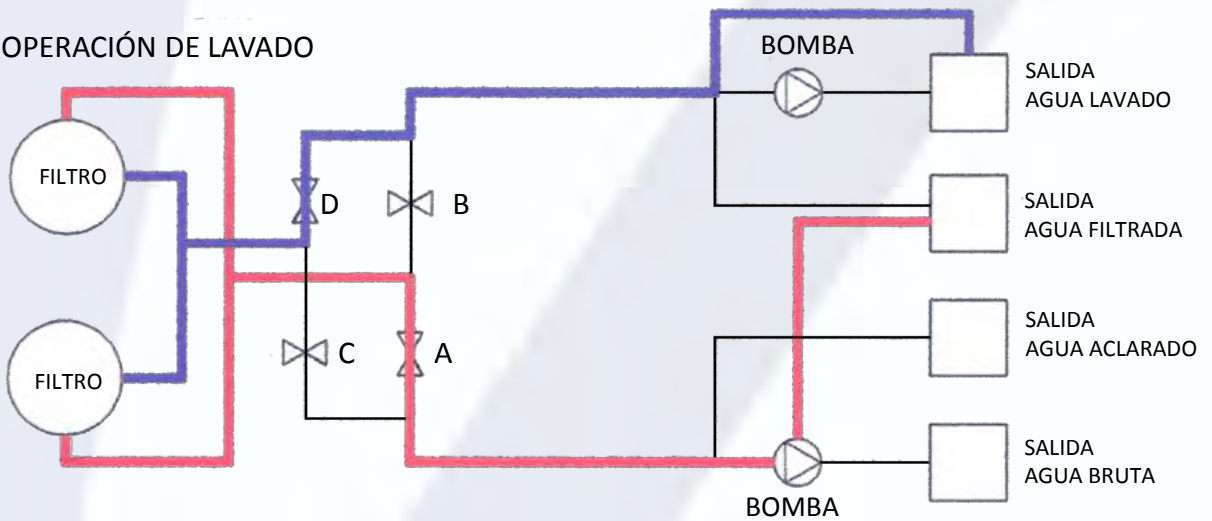 OPERACIÓN DE LAVADO
BOMBA
SALIDA
AGUA LAVADO
FILTRO
D
B
SALIDA
AGUA FILTRADA
C
A
SALIDA
AGUA ACLARADO
FILTRO
SALIDA
AGUA BRUTA
BOMBA